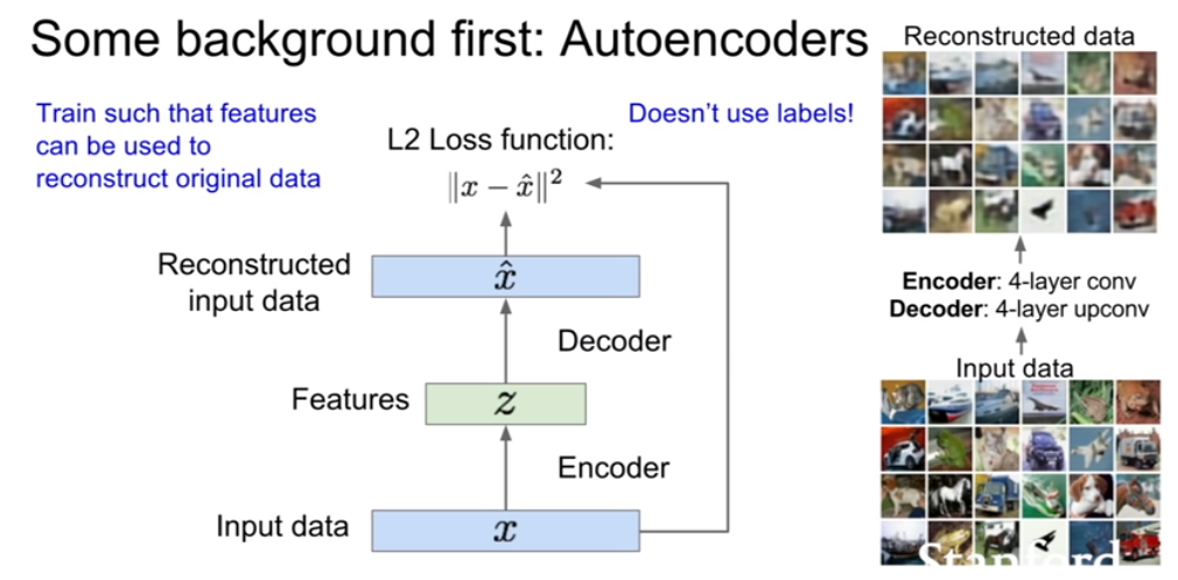 Some background first: Autoencoders
Train such that features
can be used to
reconstruct original data
Doesn't use labels!
L2 Loss function:
||x − x̂||²
Reconstructed
input data
x̂
Decoder
Features
z
Encoder
Input data
x
Reconstructed data
Encoder: 4-layer conv
Decoder: 4-layer upconv
Input data
Stanford